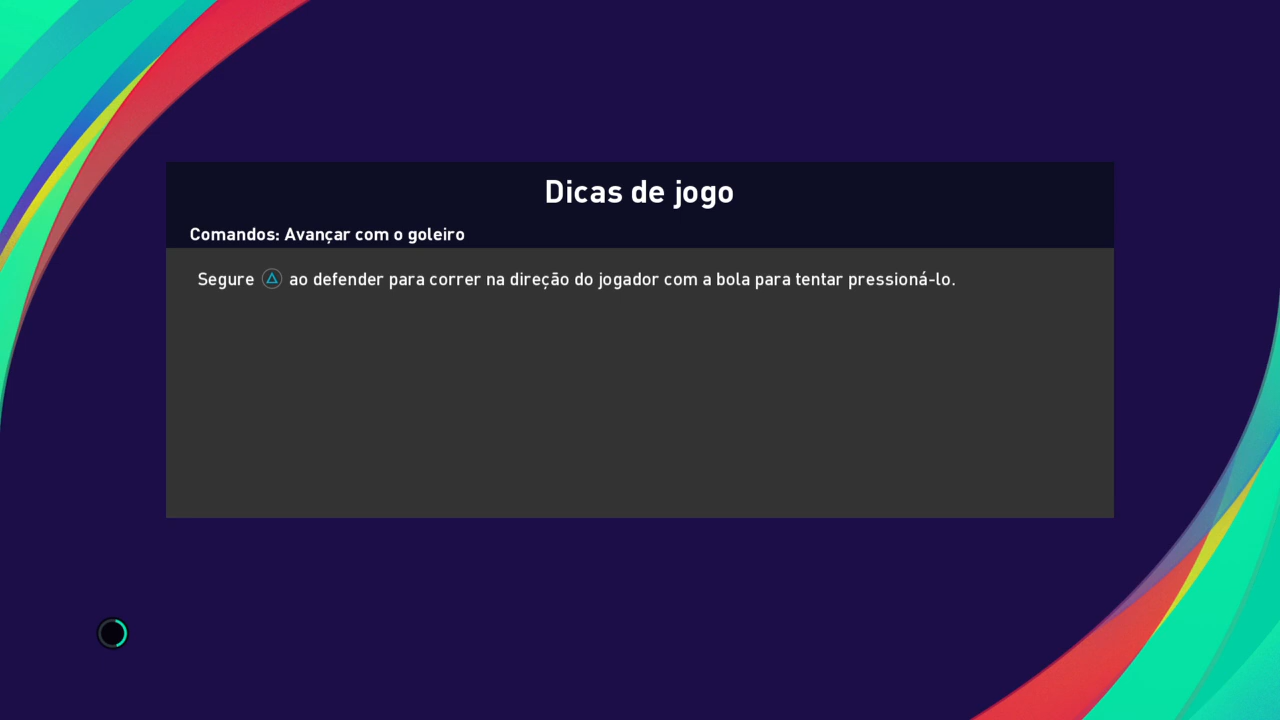 Dicas de jogo
Comandos: Avançar com o goleiro
Segure △ ao defender para correr na direção do jogador com a bola para tentar pressioná-lo.